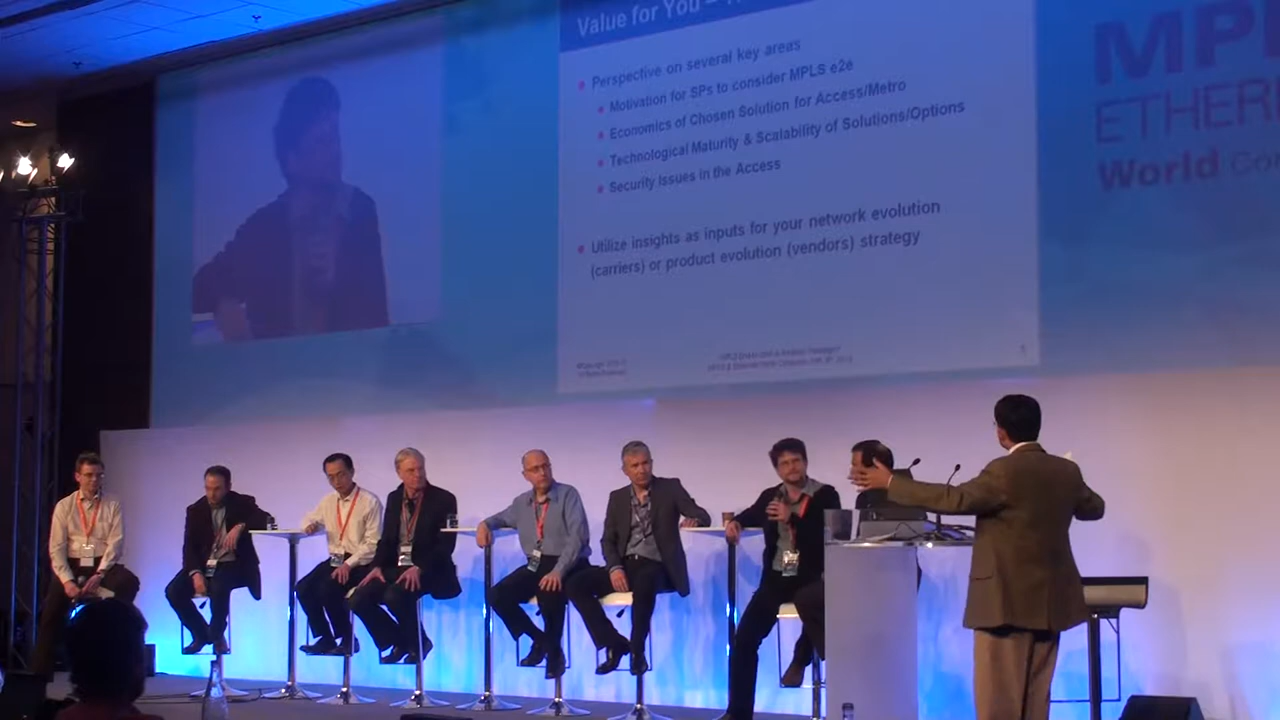 Value for You –
Perspective on several key areas
Motivation for SPs to consider MPLS e2e
Economics of Chosen Solution for Access/Metro
Technological Maturity & Scalability of Solutions/Options
Security Issues in the Access
Utilize insights as inputs for your network evolution
(carriers) or product evolution (vendors) strategy
MPL
ETHER
World Co